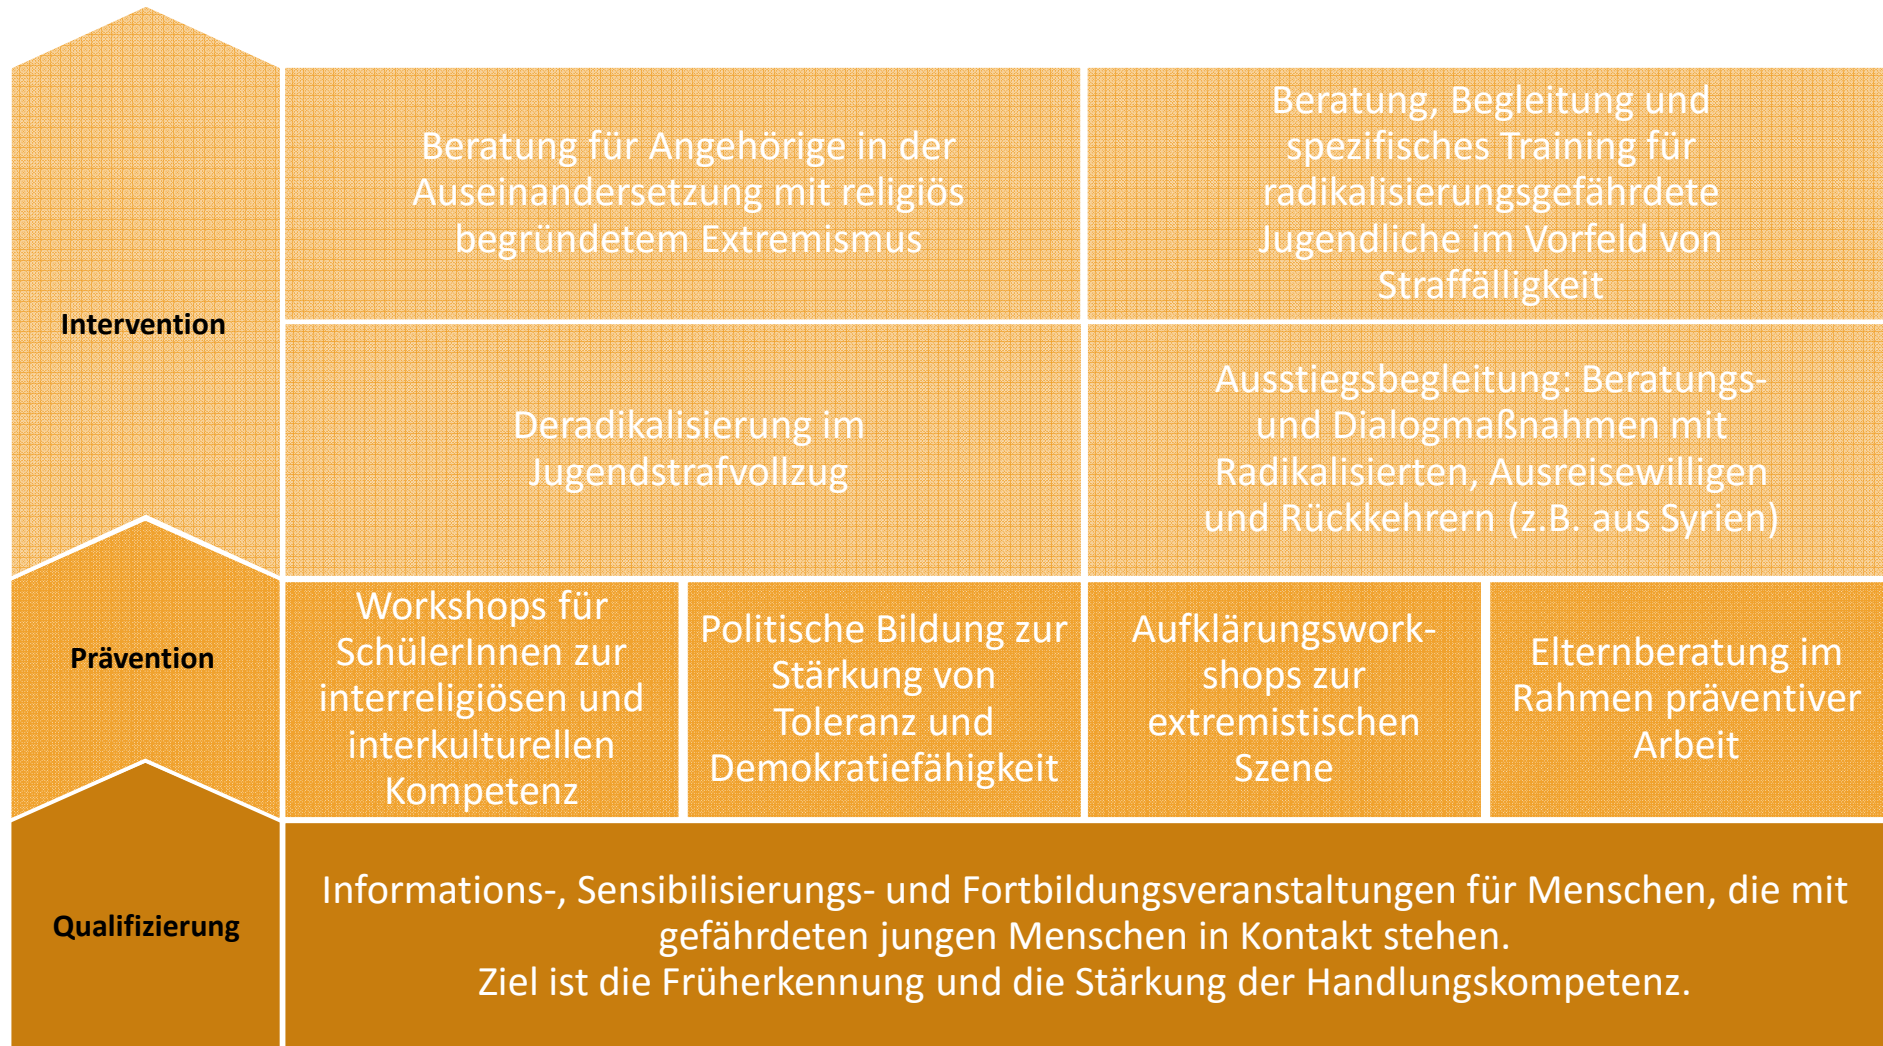 Intervention
Beratung für Angehörige in der
Auseinandersetzung mit religiös
begründetem Extremismus
Beratung, Begleitung und
spezifisches Training für
radikalisierungsgefährdete
Jugendliche im Vorfeld von
Straffälligkeit
Deradikalisierung im
Jugendstrafvollzug
Ausstiegsbegleitung: Beratungs-
und Dialogmaßnahmen mit
Radikalisierten, Ausreisewilligen
und Rückkehrern (z.B. aus Syrien)
Prävention
Workshops für
SchülerInnen zur
interreligiösen und
interkulturellen
Kompetenz
Politische Bildung zur
Stärkung von
Toleranz und
Demokratiefähigkeit
Aufklärungswork-
shops zur
extremistischen
Szene
Elternberatung im
Rahmen präventiver
Arbeit
Qualifizierung
Informations-, Sensibilisierungs- und Fortbildungsveranstaltungen für Menschen, die mit
gefährdeten jungen Menschen in Kontakt stehen.
Ziel ist die Früherkennung und die Stärkung der Handlungskompetenz.